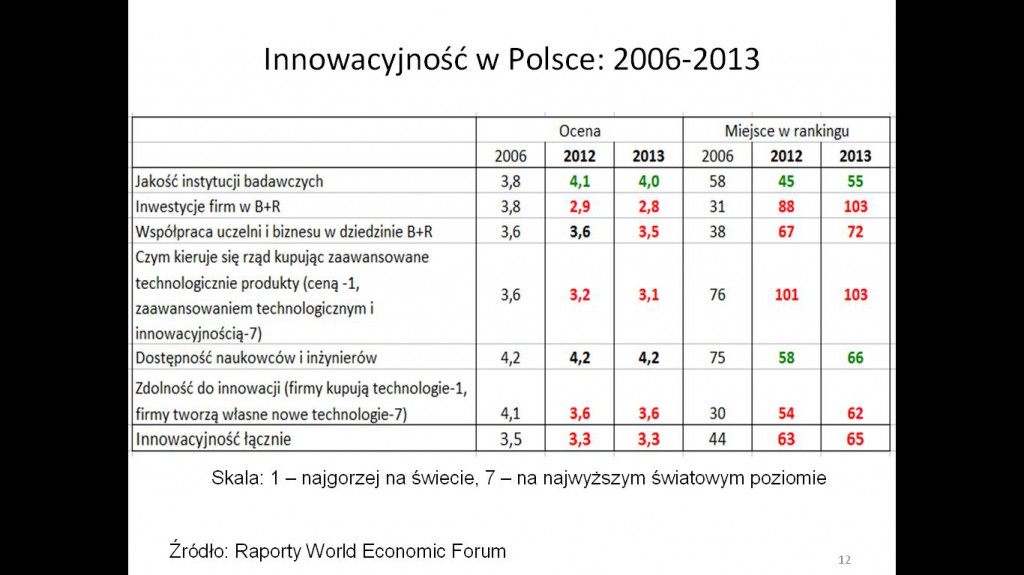 Innowacyjność w Polsce: 2006-2013
Ocena Miejsce w rankingu
2006 2012 2013 2006 2012 2013
Jakość instytucji badawczych 3,8 4,1 4,0 58 45 55
Inwestycje firm w B+R 3,8 2,9 2,8 31 88 103
Współpraca uczelni i biznesu w dziedzinie B+R 3,6 3,6 3,5 38 67 72
Czym kieruje się rząd kupując zaawansowane
technologicznie produkty (ceną -1,
zaawansowaniem technologicznym i
innowacyjnością-7) 3,6 3,2 3,1 76 101 103
Dostępność naukowców i inżynierów 4,2 4,2 4,2 75 58 66
Zdolność do innowacji (firmy kupują technologie-1,
firmy tworzą własne nowe technologie-7) 4,1 3,6 3,6 30 54 62
Innowacyjność łącznie 3,5 3,3 3,3 44 63 65
Skala: 1 – najgorzej na świecie, 7 – na najwyższym światowym poziomie
Źródło: Raporty World Economic Forum
12